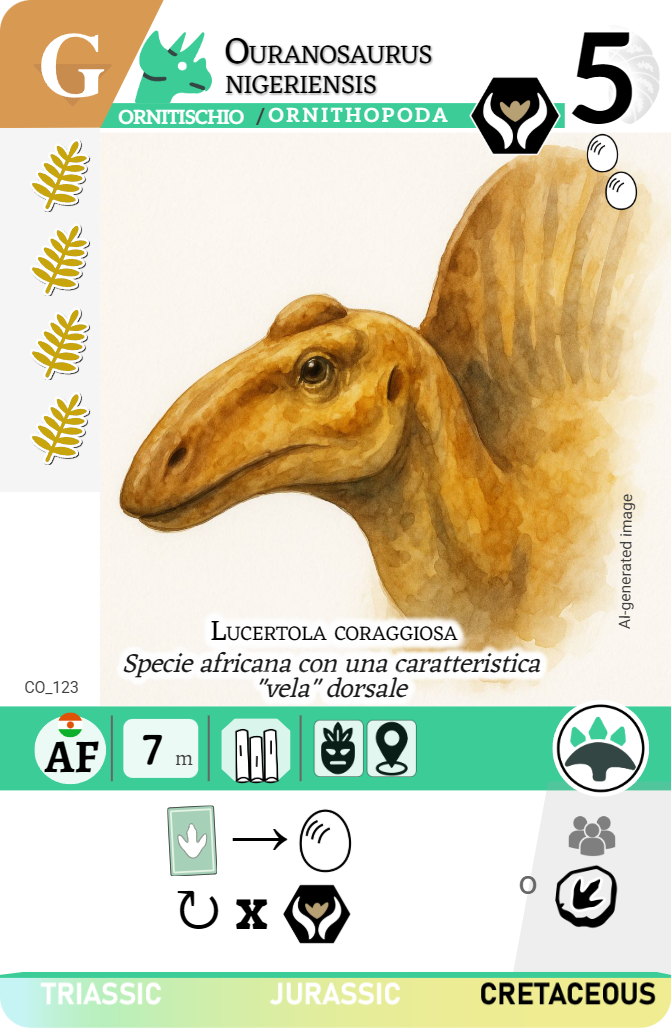 G
OURANOSAURUS
NIGERIENSIS
5
ORNITISCHIO / ORNITHOPODA
AI-generated image
LUCERTOLA CORAGGIOSA
Specie africana con una caratteristica
"vela" dorsale
CO_123
AF
7 m
x
O
TRIASSIC JURASSIC CRETACEOUS